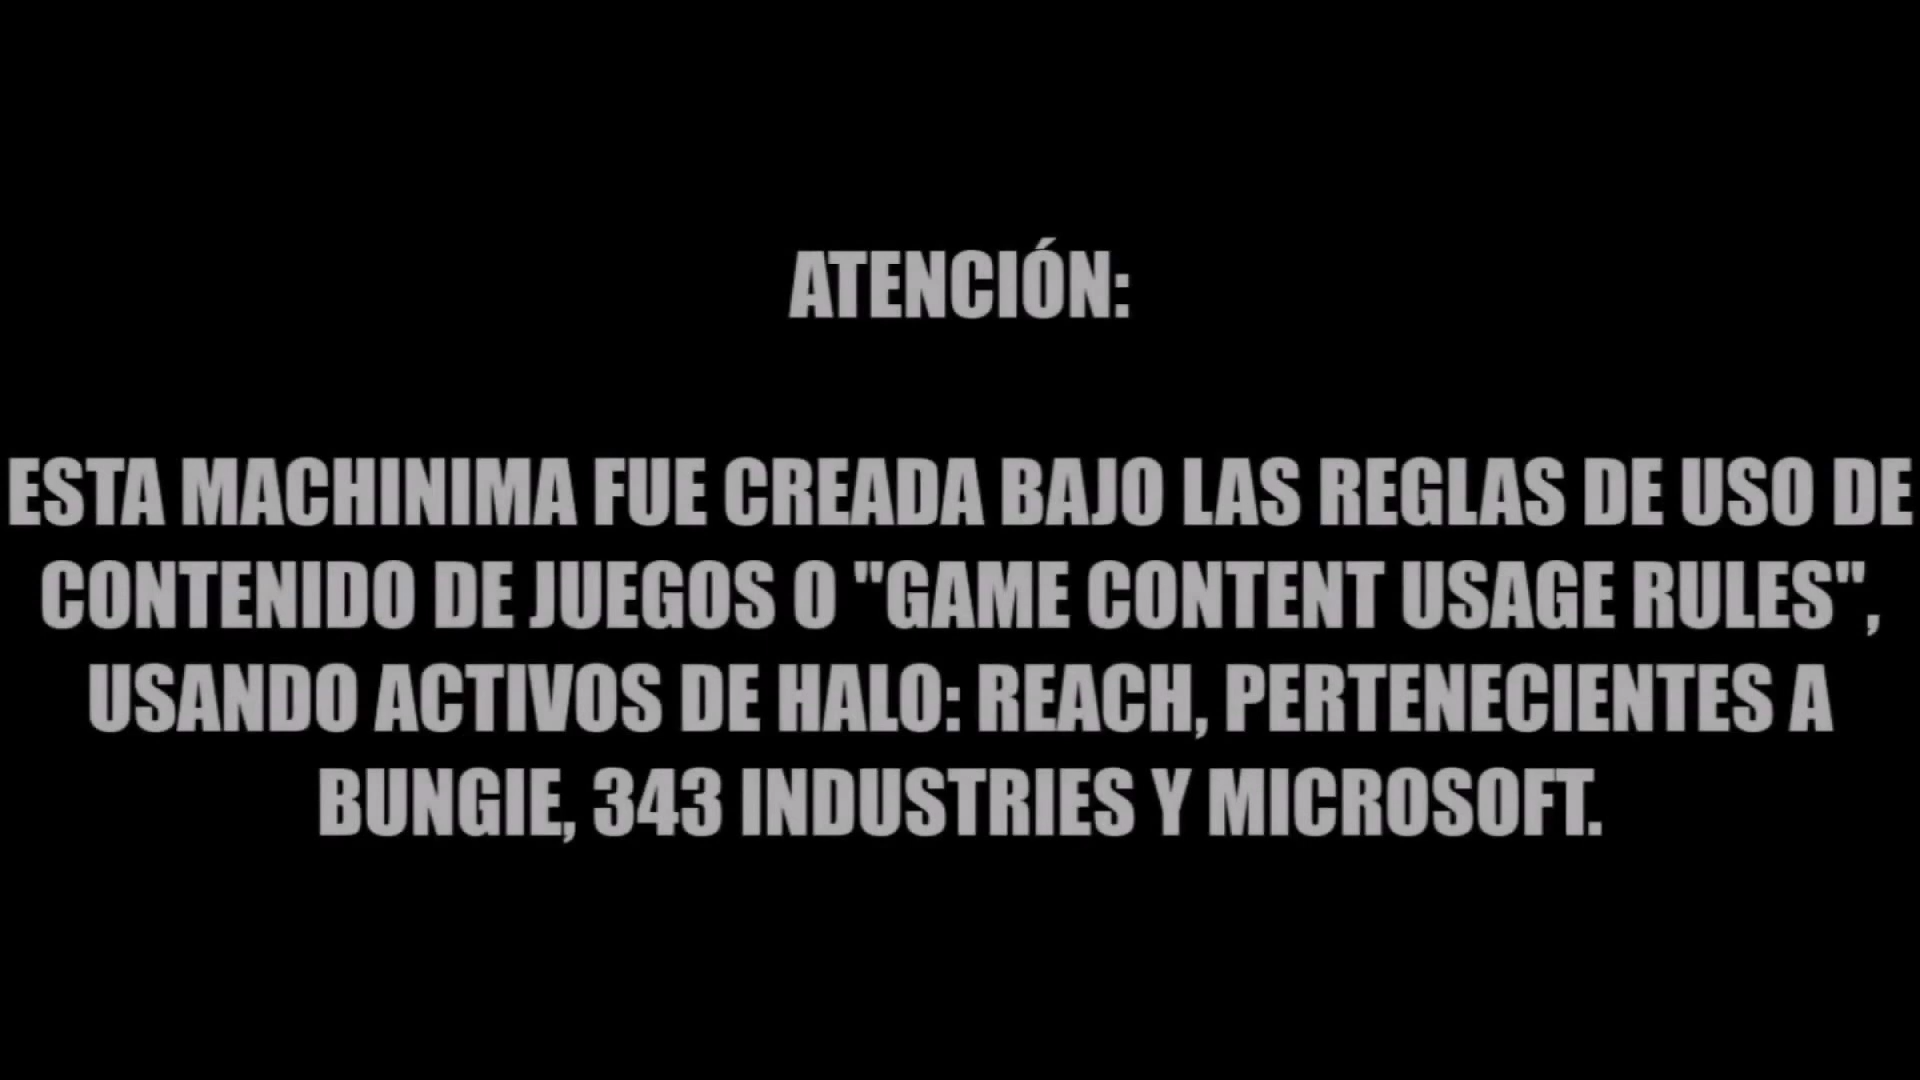 ATENCIÓN:
ESTA MACHINIMA FUE CREADA BAJO LAS REGLAS DE USO DE
CONTENIDO DE JUEGOS O "GAME CONTENT USAGE RULES",
USANDO ACTIVOS DE HALO: REACH, PERTENECIENTES A
BUNGIE, 343 INDUSTRIES Y MICROSOFT.